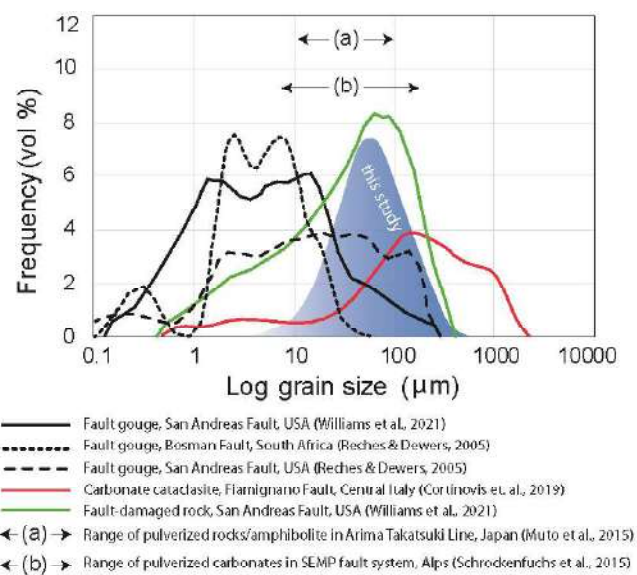 12
(a)
10
(b)
8
6
4
2
0
Frequency (vol %)
this study
0.1 1 10 100 1000 10000
Log grain size (μm)
Fault gouge, San Andreas Fault, USA (Williams et al., 2021)
Fault gouge, Bosman Fault, South Africa (Reches & Dewers, 2005)
Fault gouge, San Andreas Fault, USA (Reches & Dewers, 2005)
Carbonate cataclasite, Fiamignano Fault, Central Italy (Cortinovis et al., 2019)
Fault-damaged rock, San Andreas Fault, USA (Williams et al., 2021)
(a) Range of pulverized rocks/amphibolite in Arima Takatsuki Line, Japan (Muto et al., 2015)
(b) Range of pulverized carbonates in SEMP fault system, Alps (Schrockenfuchs et al., 2015)